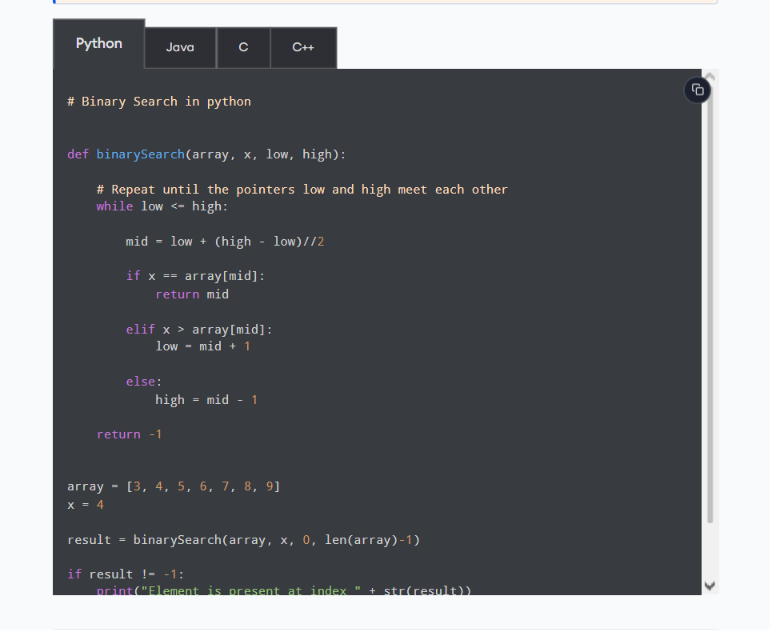 Python
Java
C
C++
# Binary Search in python
def binarySearch(array, x, low, high):
# Repeat until the pointers low and high meet each other
while low <= high:
mid = low + (high - low)//2
if x == array[mid]:
return mid
elif x > array[mid]:
low = mid + 1
else:
high = mid - 1
return -1
array = [3, 4, 5, 6, 7, 8, 9]
x = 4
result = binarySearch(array, x, 0, len(array)-1)
if result != -1:
print("Element is present at index " + str(result))